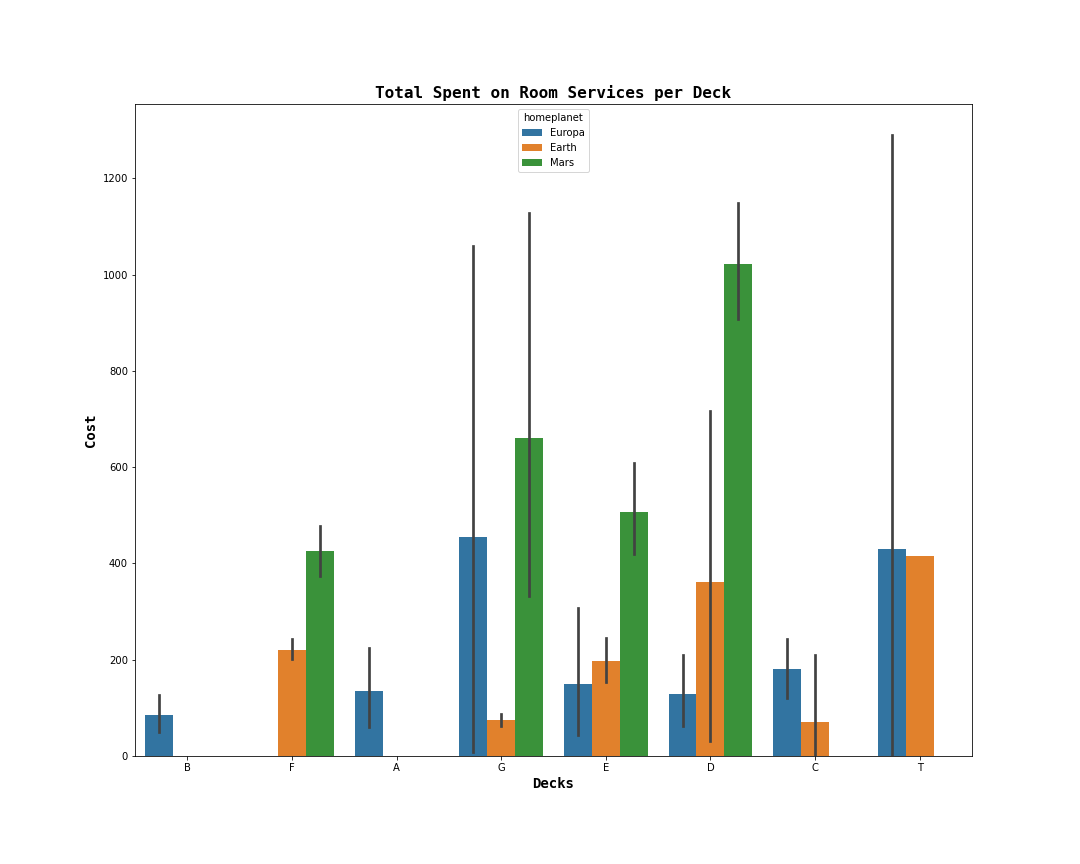 Total Spent on Room Services per Deck
homeplanet
Europa
Earth
Mars
1200
1000
800
600
400
200
0
Cost
B F A G E D C T
Decks